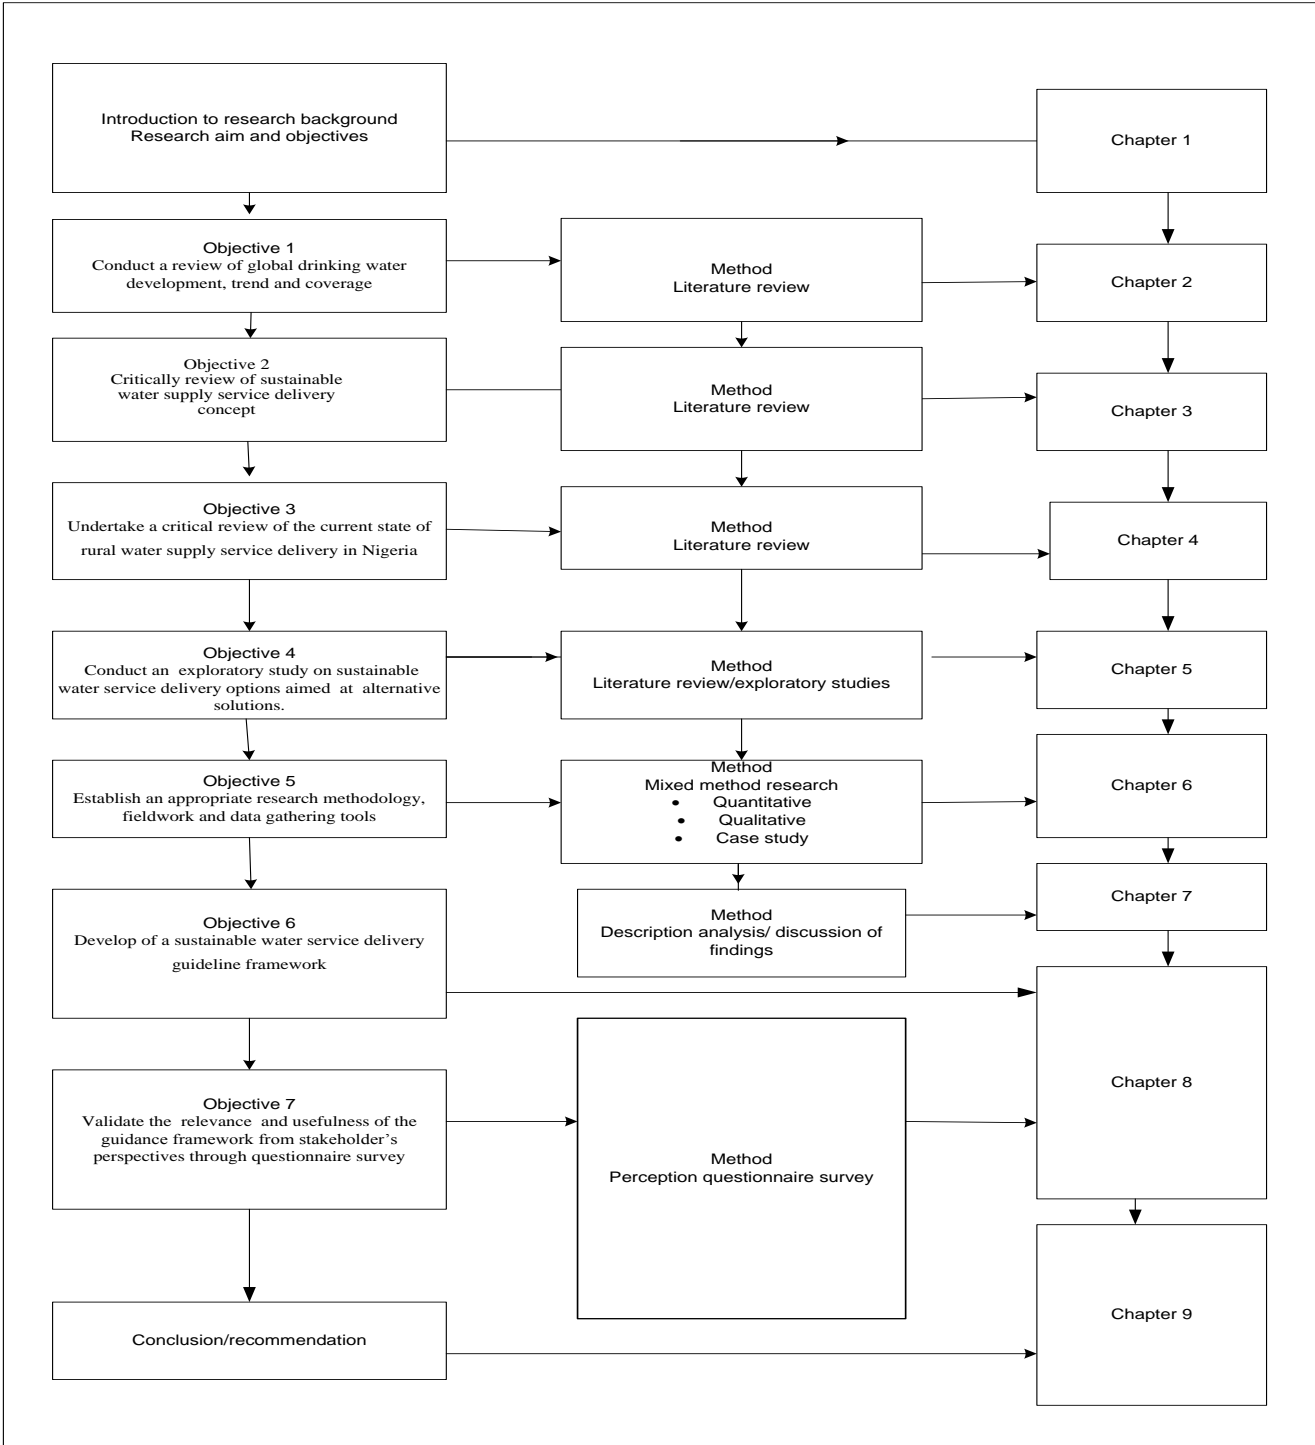 Introduction to research background
Research aim and objectives
Chapter 1
Objective 1
Conduct a review of global drinking water
development, trend and coverage
Method
Literature review
Chapter 2
Objective 2
Critically review of sustainable
water supply service delivery
concept
Method
Literature review
Chapter 3
Objective 3
Undertake a critical review of the current state of
rural water supply service delivery in Nigeria
Method
Literature review
Chapter 4
Objective 4
Conduct an exploratory study on sustainable
water service delivery options aimed at alternative
solutions.
Method
Literature review/exploratory studies
Chapter 5
Objective 5
Establish an appropriate research methodology,
fieldwork and data gathering tools
Method
Mixed method research
• Quantitative
• Qualitative
• Case study
Chapter 6
Method
Description analysis/ discussion of
findings
Chapter 7
Objective 6
Develop of a sustainable water service delivery
guideline framework
Objective 7
Validate the relevance and usefulness of the
guidance framework from stakeholder's
perspectives through questionnaire survey
Method
Perception questionnaire survey
Chapter 8
Conclusion/recommendation
Chapter 9